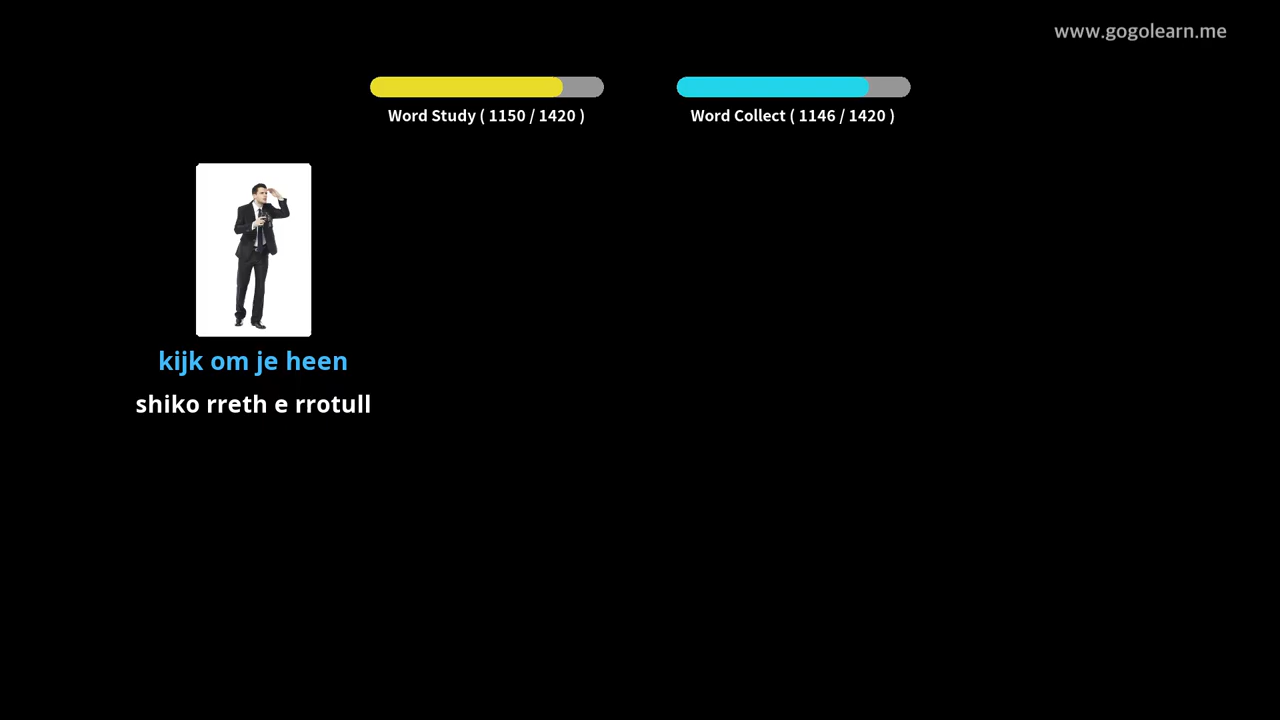 www.gogolearn.me
Word Study ( 1150 / 1420 )
Word Collect ( 1146 / 1420 )
kijk om je heen
shiko rreth e rrotull